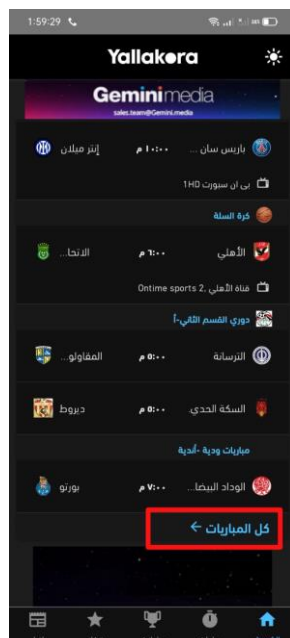 1:59:29
Yallakora
Geminimedia
sales.team@Gemini.media
باريس سان ... ١٠:٠٠ م إنتر ميلان
بي ان سبورت 1HD
كرة السلة
الأهلي ٦:٠٠ م الاتحا...
قناة الأهلي ,Ontime sports 2
دوري القسم الثاني-أ
الترسانة ٥:٠٠ م المقاولو...
السكة الحدي. ٥:٠٠ م ديروط
مباريات ودية -أندية
الوداد البيضا... ٧:٠٠ م بورتو
كل المباريات ←